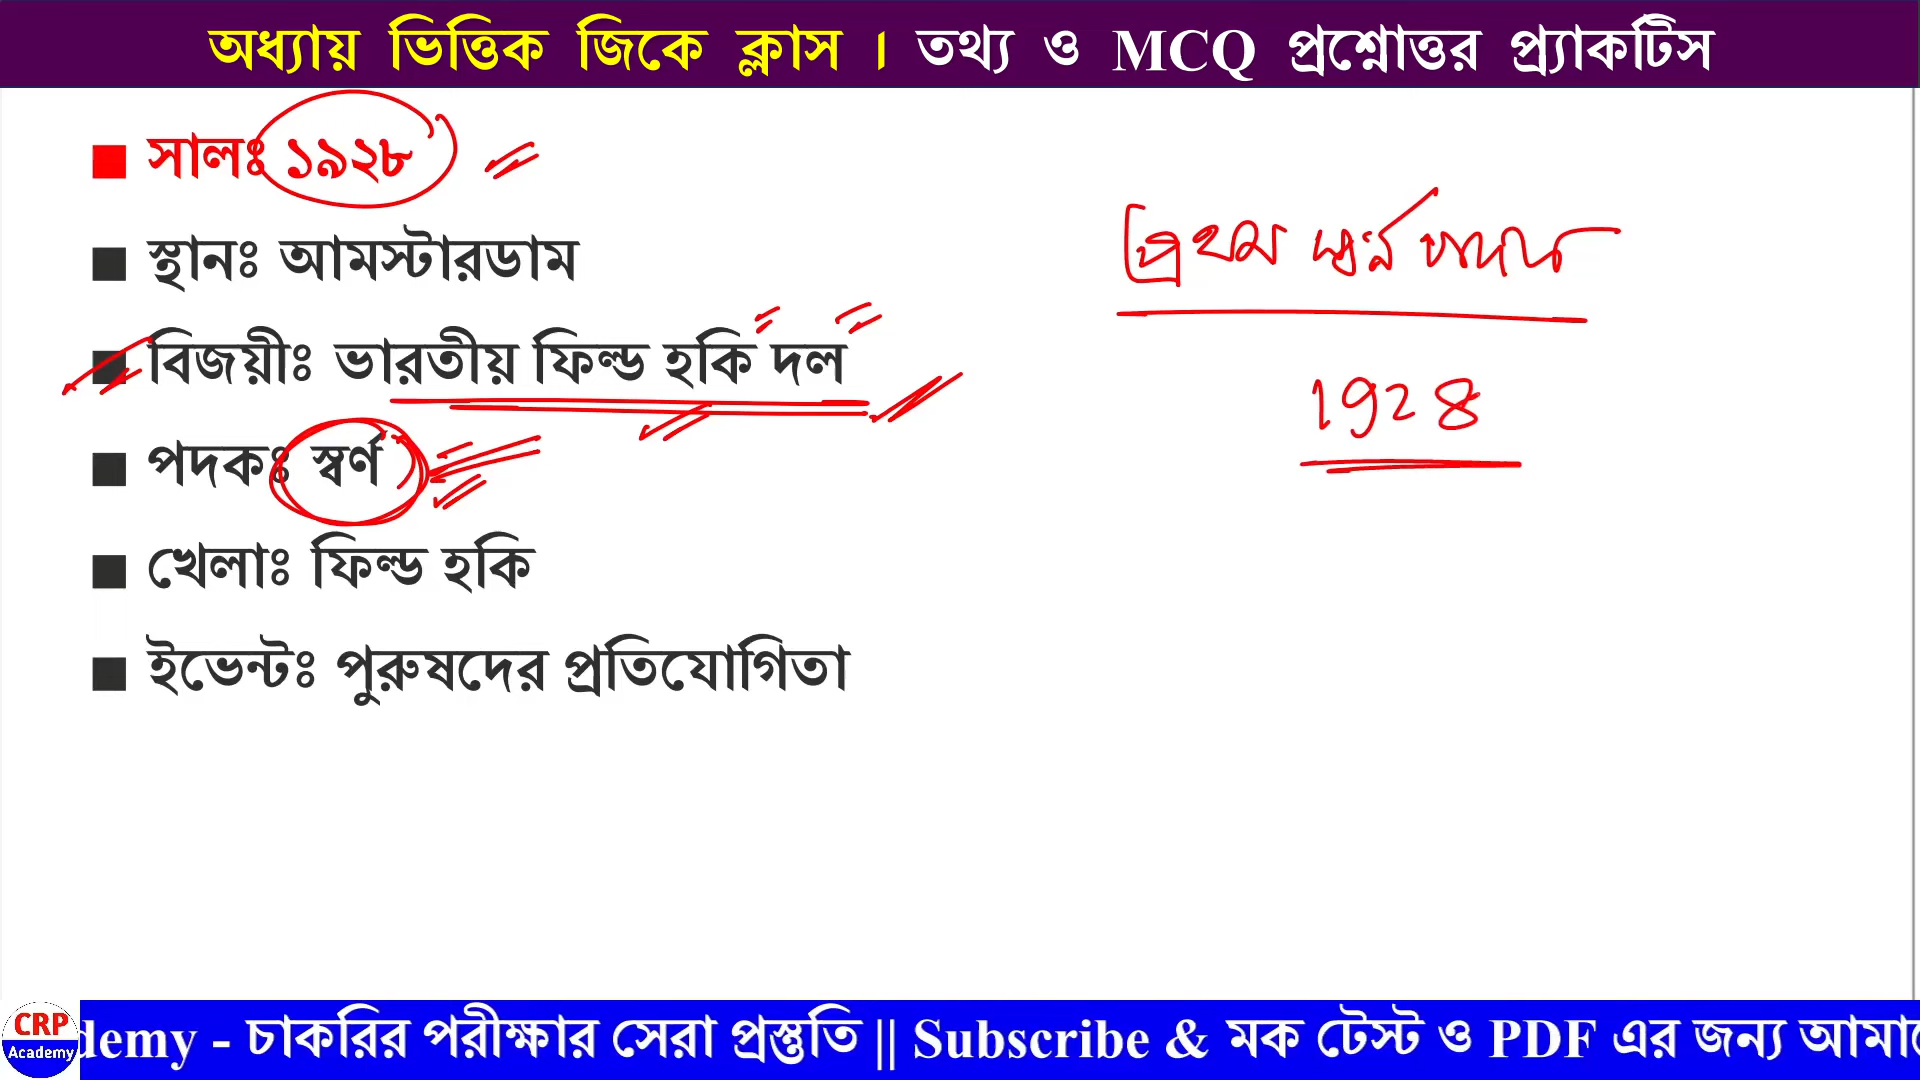 অধ্যায় ভিত্তিক জিকে ক্লাস । তথ্য ও MCQ প্রশ্নোত্তর প্র্যাকটিস
সালঃ ১৯২৮
স্থানঃ আমস্টারডাম
বিজয়ীঃ ভারতীয় ফিল্ড হকি দল
পদকঃ স্বর্ণ
খেলাঃ ফিল্ড হকি
ইভেন্টঃ পুরুষদের প্রতিযোগিতা
প্রথম স্বর্ণ পদক
1928
CRP Academy
demy - চাকরির পরীক্ষার সেরা প্রস্তুতি || Subscribe & মক টেস্ট ও PDF এর জন্য আমা